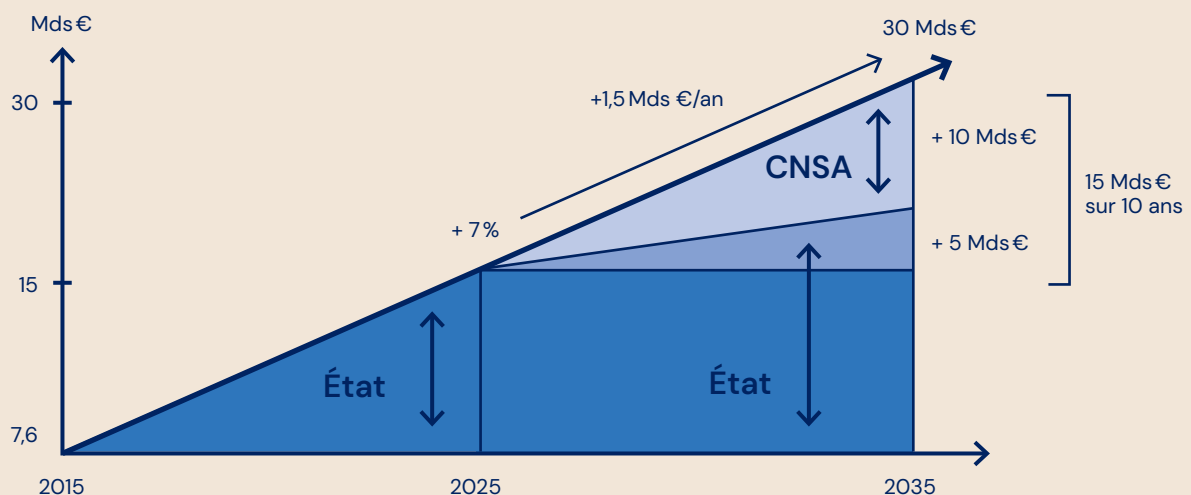 Mds €
30 Mds €
30
+1,5 Mds €/an
+ 10 Mds €
CNSA
15 Mds €
sur 10 ans
+ 7 %
+ 5 Mds €
15
État
État
7,6
2015
2025
2035